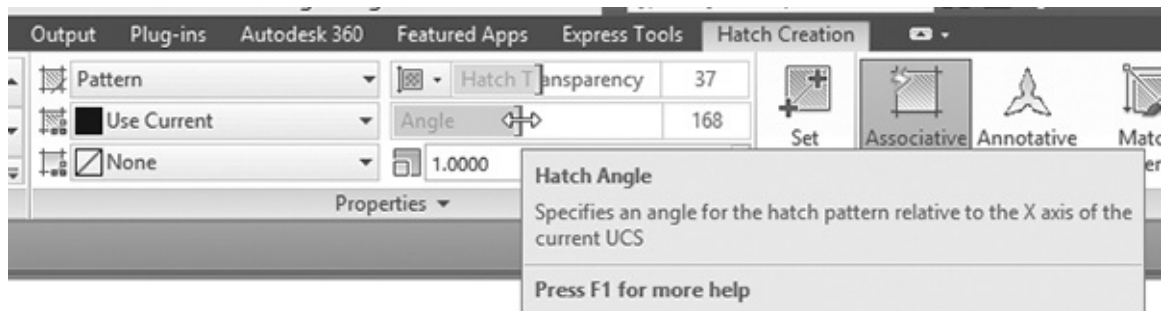 Output Plug-ins Autodesk 360 Featured Apps Express Tools Hatch Creation
Pattern
Hatch T ansparency 37
Use Current
Angle 168
None
1.0000
Set
Associative Annotative
Properties
Hatch Angle
Specifies an angle for the hatch pattern relative to the X axis of the
current UCS
Press F1 for more help